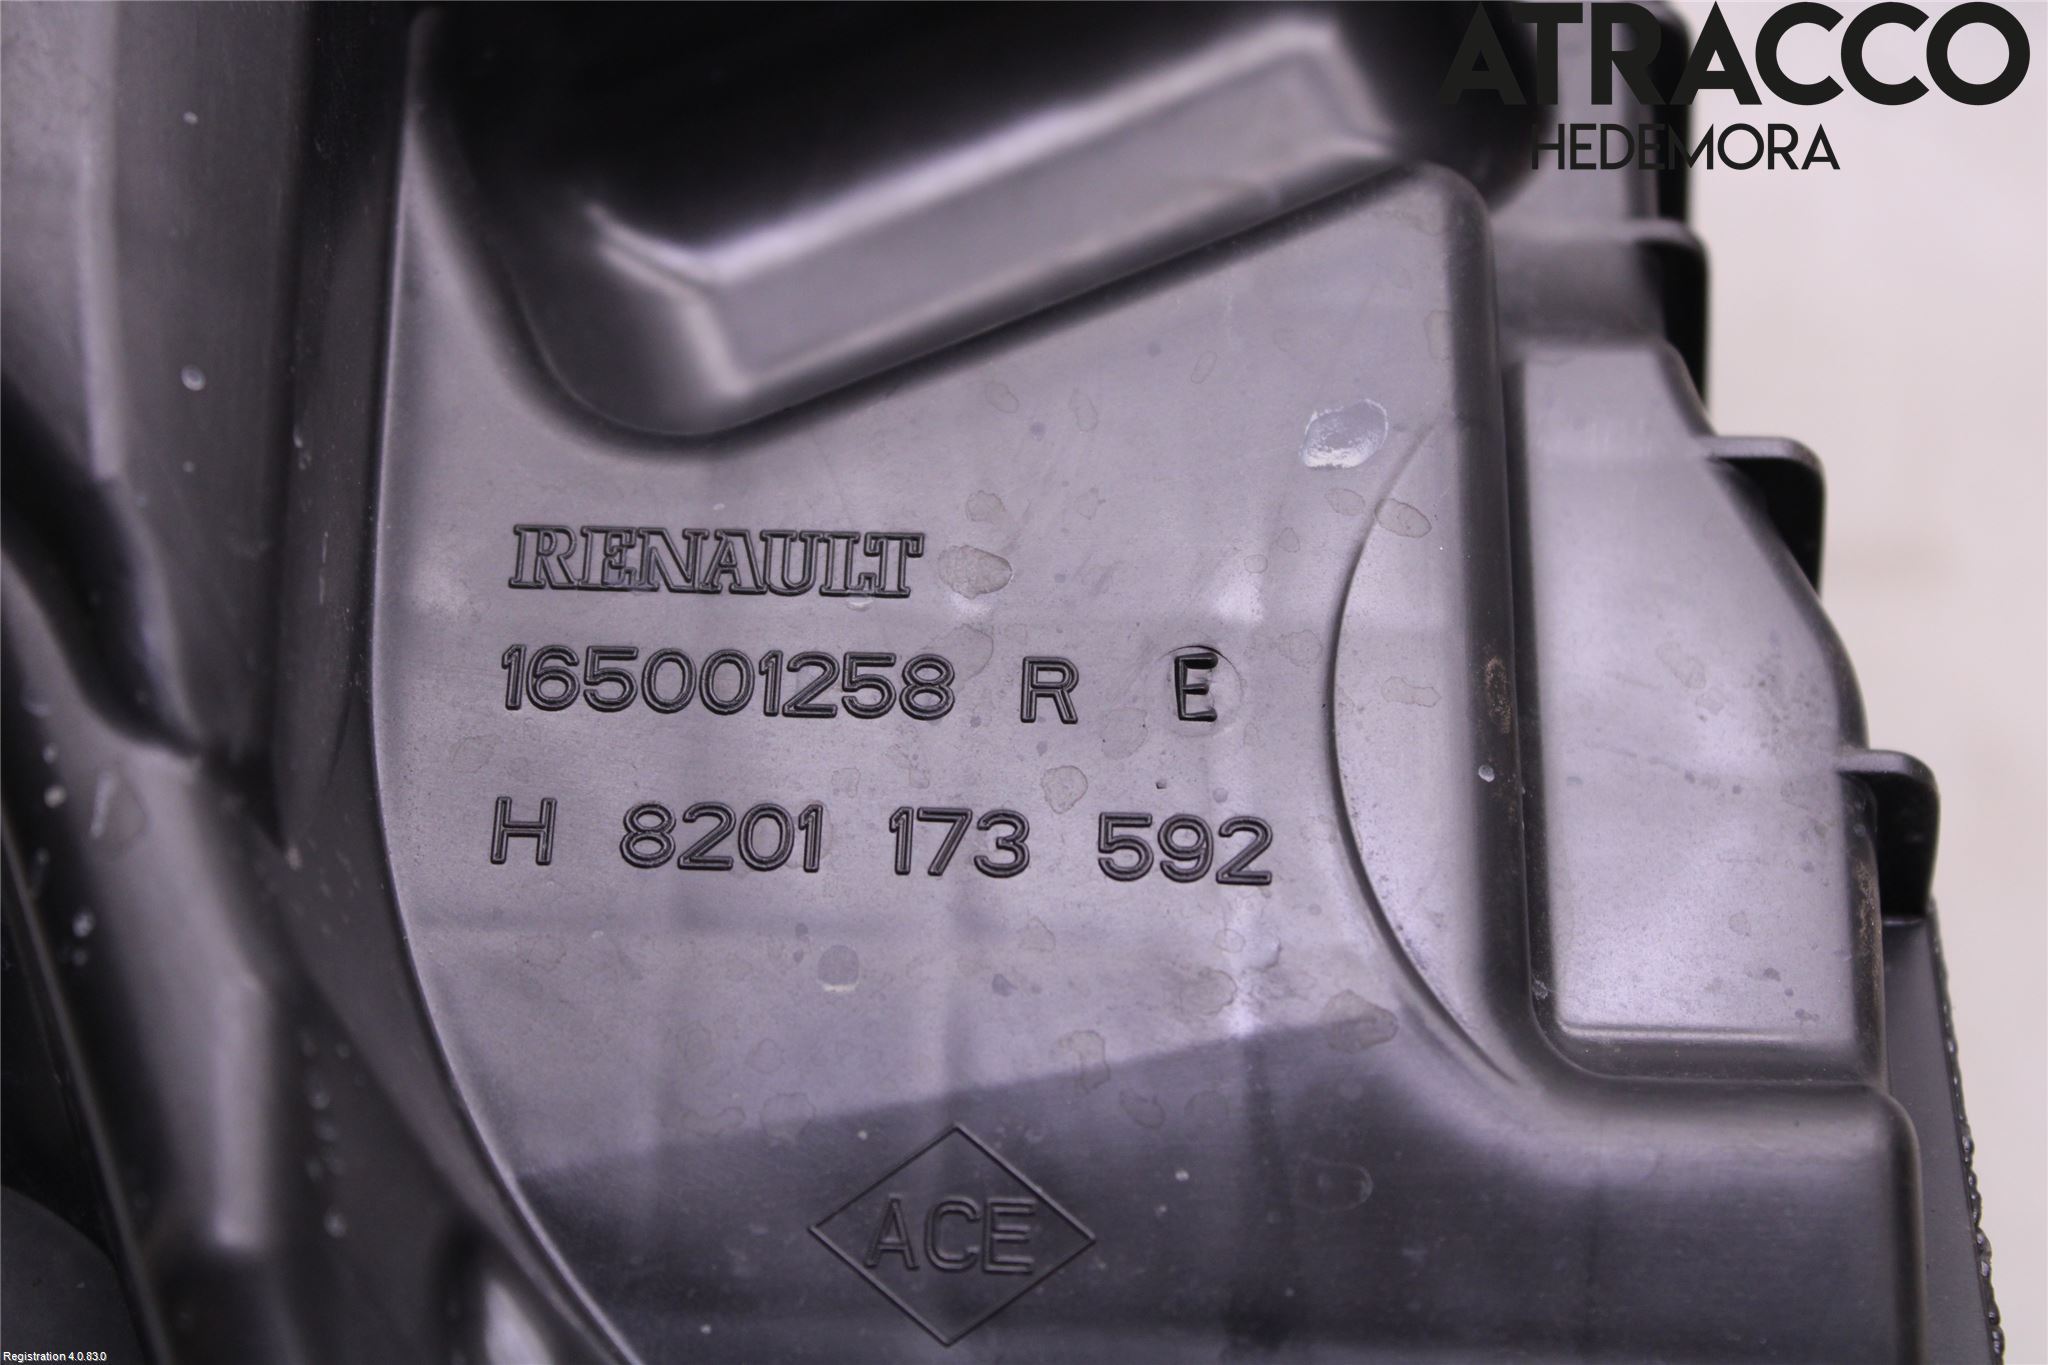 ATRACCO
HEDEMORA
RENAULT
165001258 R E
H 8201 173 592
ACE
Registration 4.0.83.0